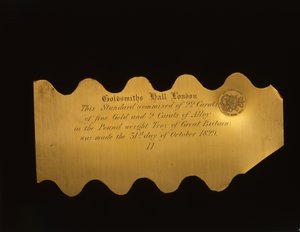 Goldsmiths Hall London
This Standard commixed of 22 Carats
of fine Gold and 2 Carats of Alloy
in the Pound weight Troy of Great Britain
was made the 31st day of October 1829.